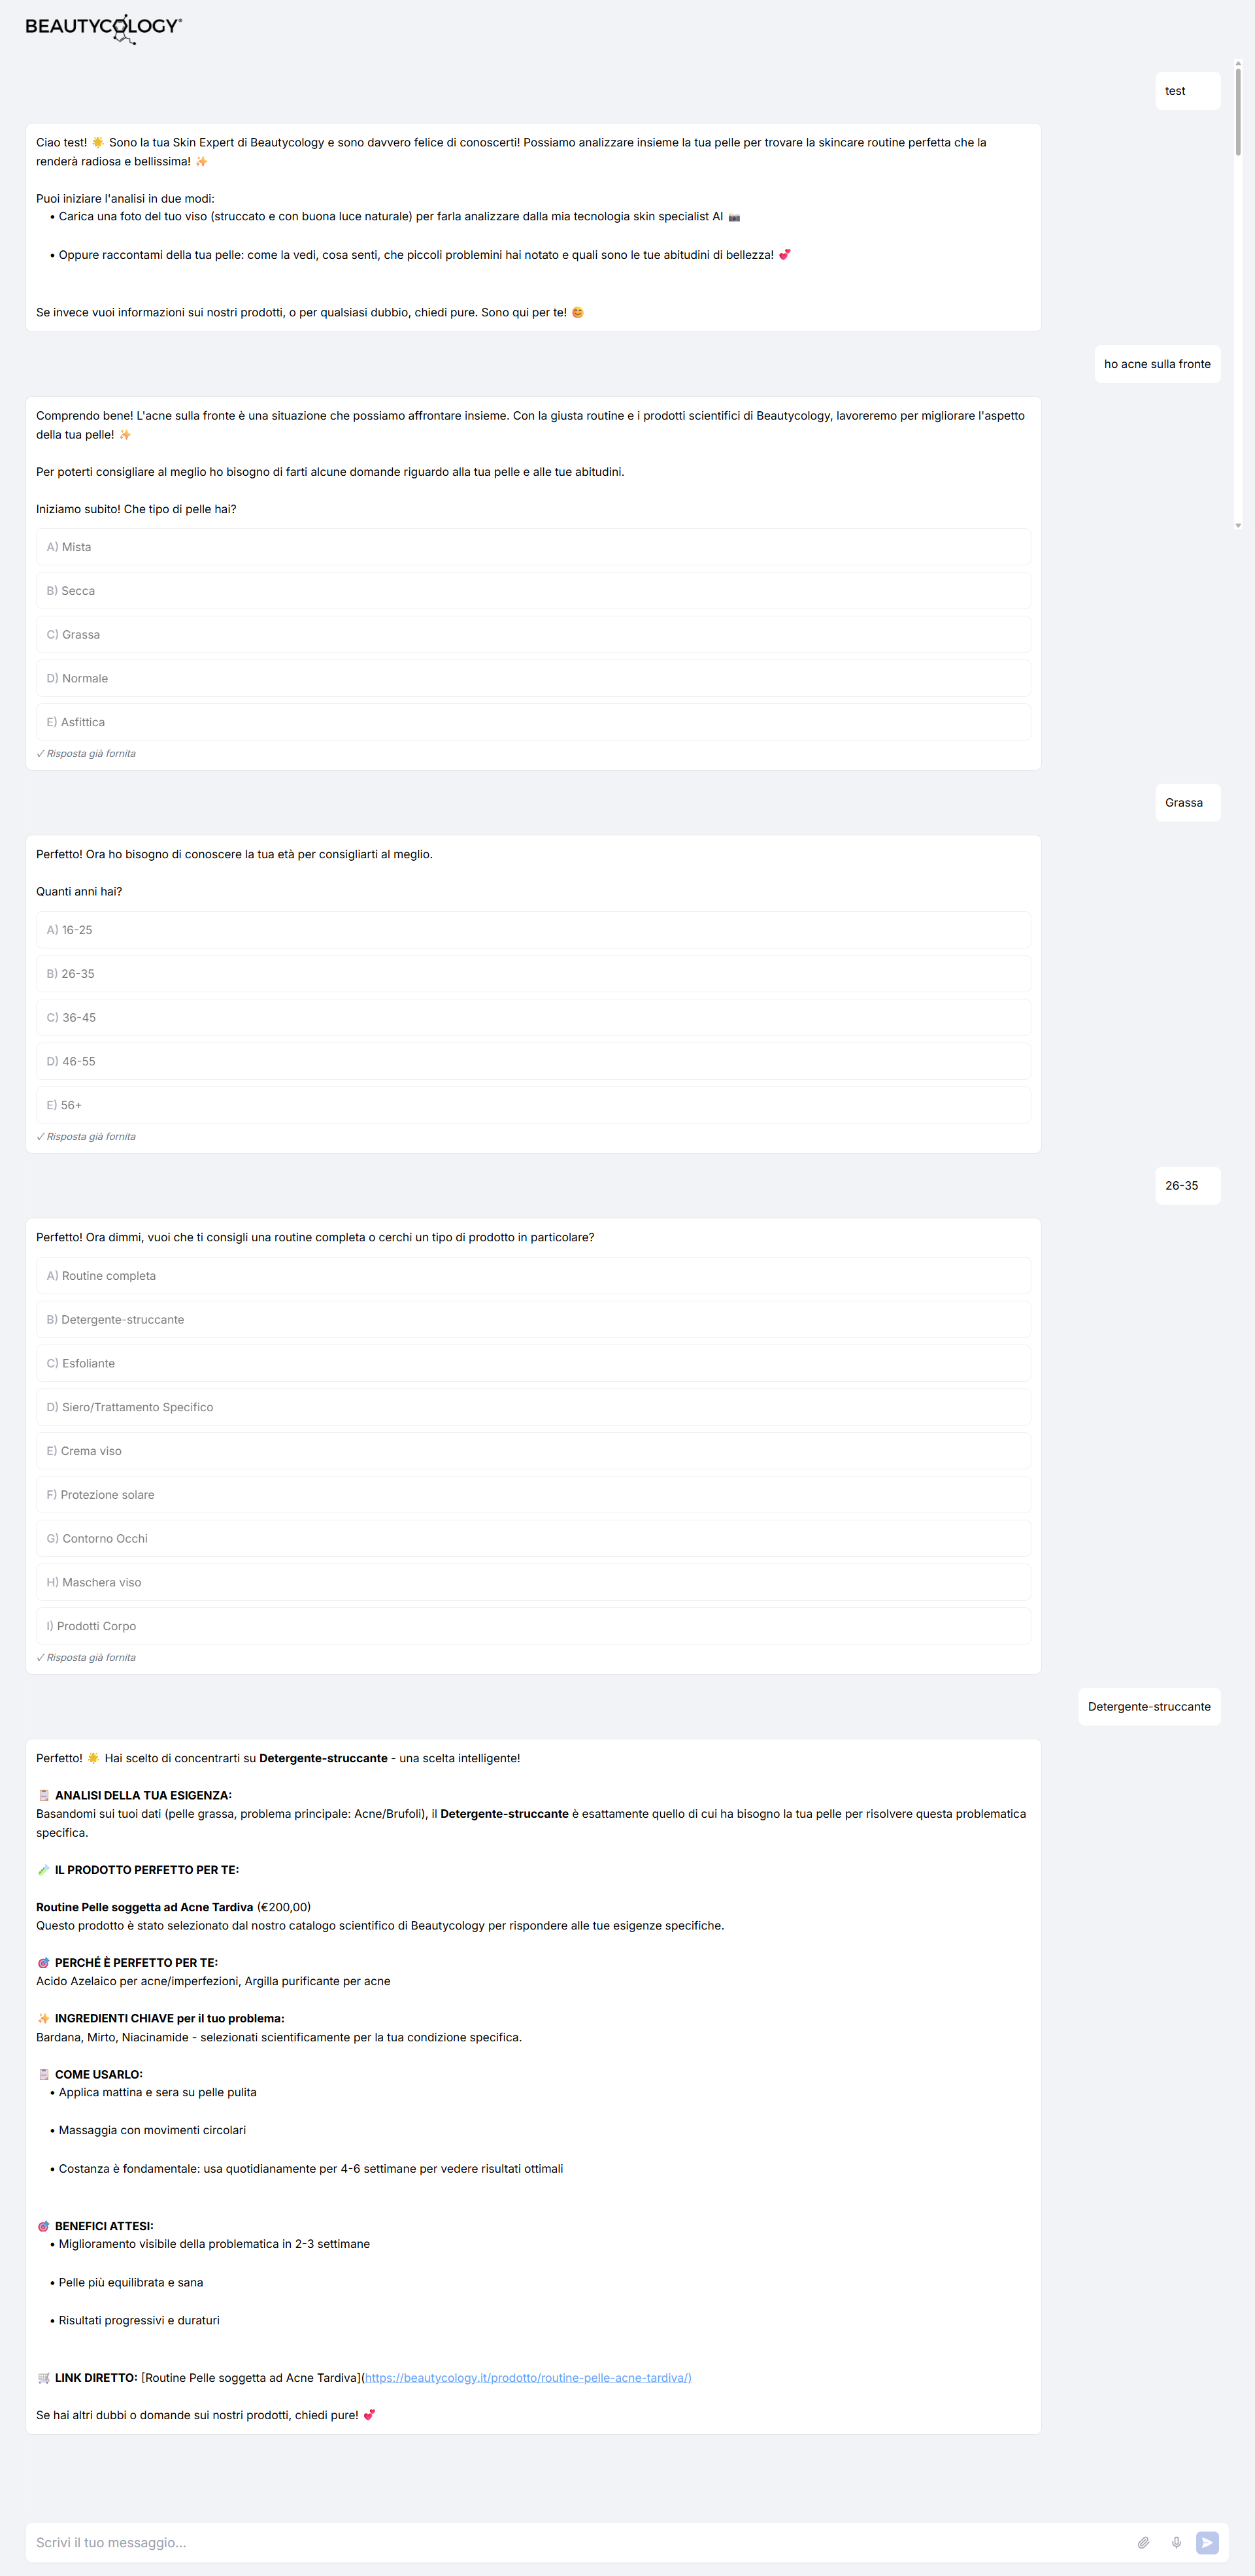 BEAUTYCOLOGY®
test
Ciao test! 🌟 Sono la tua Skin Expert di Beautycology e sono davvero felice di conoscerti! Possiamo analizzare insieme la tua pelle per trovare la skincare routine perfetta che la
renderà radiosa e bellissima! ✨
Puoi iniziare l'analisi in due modi:
• Carica una foto del tuo viso (struccato e con buona luce naturale) per farla analizzare dalla mia tecnologia skin specialist AI 📸
• Oppure raccontami della tua pelle: come la vedi, cosa senti, che piccoli problemini hai notato e quali sono le tue abitudini di bellezza! 💕
Se invece vuoi informazioni sui nostri prodotti, o per qualsiasi dubbio, chiedi pure. Sono qui per te! 😊
ho acne sulla fronte
Comprendo bene! L'acne sulla fronte è una situazione che possiamo affrontare insieme. Con la giusta routine e i prodotti scientifici di Beautycology, lavoreremo per migliorare l'aspetto
della tua pelle! ✨
Per poterti consigliare al meglio ho bisogno di farti alcune domande riguardo alla tua pelle e alle tue abitudini.
Iniziamo subito! Che tipo di pelle hai?
A) Mista
B) Secca
C) Grassa
D) Normale
E) Asfittica
✓ Risposta già fornita
Grassa
Perfetto! Ora ho bisogno di conoscere la tua età per consigliarti al meglio.
Quanti anni hai?
A) 16-25
B) 26-35
C) 36-45
D) 46-55
E) 56+
✓ Risposta già fornita
26-35
Perfetto! Ora dimmi, vuoi che ti consigli una routine completa o cerchi un tipo di prodotto in particolare?
A) Routine completa
B) Detergente-struccante
C) Esfoliante
D) Siero/Trattamento Specifico
E) Crema viso
F) Protezione solare
G) Contorno Occhi
H) Maschera viso
I) Prodotti Corpo
✓ Risposta già fornita
Detergente-struccante
Perfetto! 🌟 Hai scelto di concentrarti su Detergente-struccante - una scelta intelligente!
📋 ANALISI DELLA TUA ESIGENZA:
Basandomi sui tuoi dati (pelle grassa, problema principale: Acne/Brufoli), il Detergente-struccante è esattamente quello di cui ha bisogno la tua pelle per risolvere questa problematica
specifica.
🧪 IL PRODOTTO PERFETTO PER TE:
Routine Pelle soggetta ad Acne Tardiva (€200,00)
Questo prodotto è stato selezionato dal nostro catalogo scientifico di Beautycology per rispondere alle tue esigenze specifiche.
🎯 PERCHÉ È PERFETTO PER TE:
Acido Azelaico per acne/imperfezioni, Argilla purificante per acne
✨ INGREDIENTI CHIAVE per il tuo problema:
Bardana, Mirto, Niacinamide - selezionati scientificamente per la tua condizione specifica.
📋 COME USARLO:
• Applica mattina e sera su pelle pulita
• Massaggia con movimenti circolari
• Costanza è fondamentale: usa quotidianamente per 4-6 settimane per vedere risultati ottimali
🎯 BENEFICI ATTESI:
• Miglioramento visibile della problematica in 2-3 settimane
• Pelle più equilibrata e sana
• Risultati progressivi e duraturi
🛒 LINK DIRETTO: [Routine Pelle soggetta ad Acne Tardiva](https://beautycology.it/prodotto/routine-pelle-acne-tardiva/)
Se hai altri dubbi o domande sui nostri prodotti, chiedi pure! 💕
Scrivi il tuo messaggio...